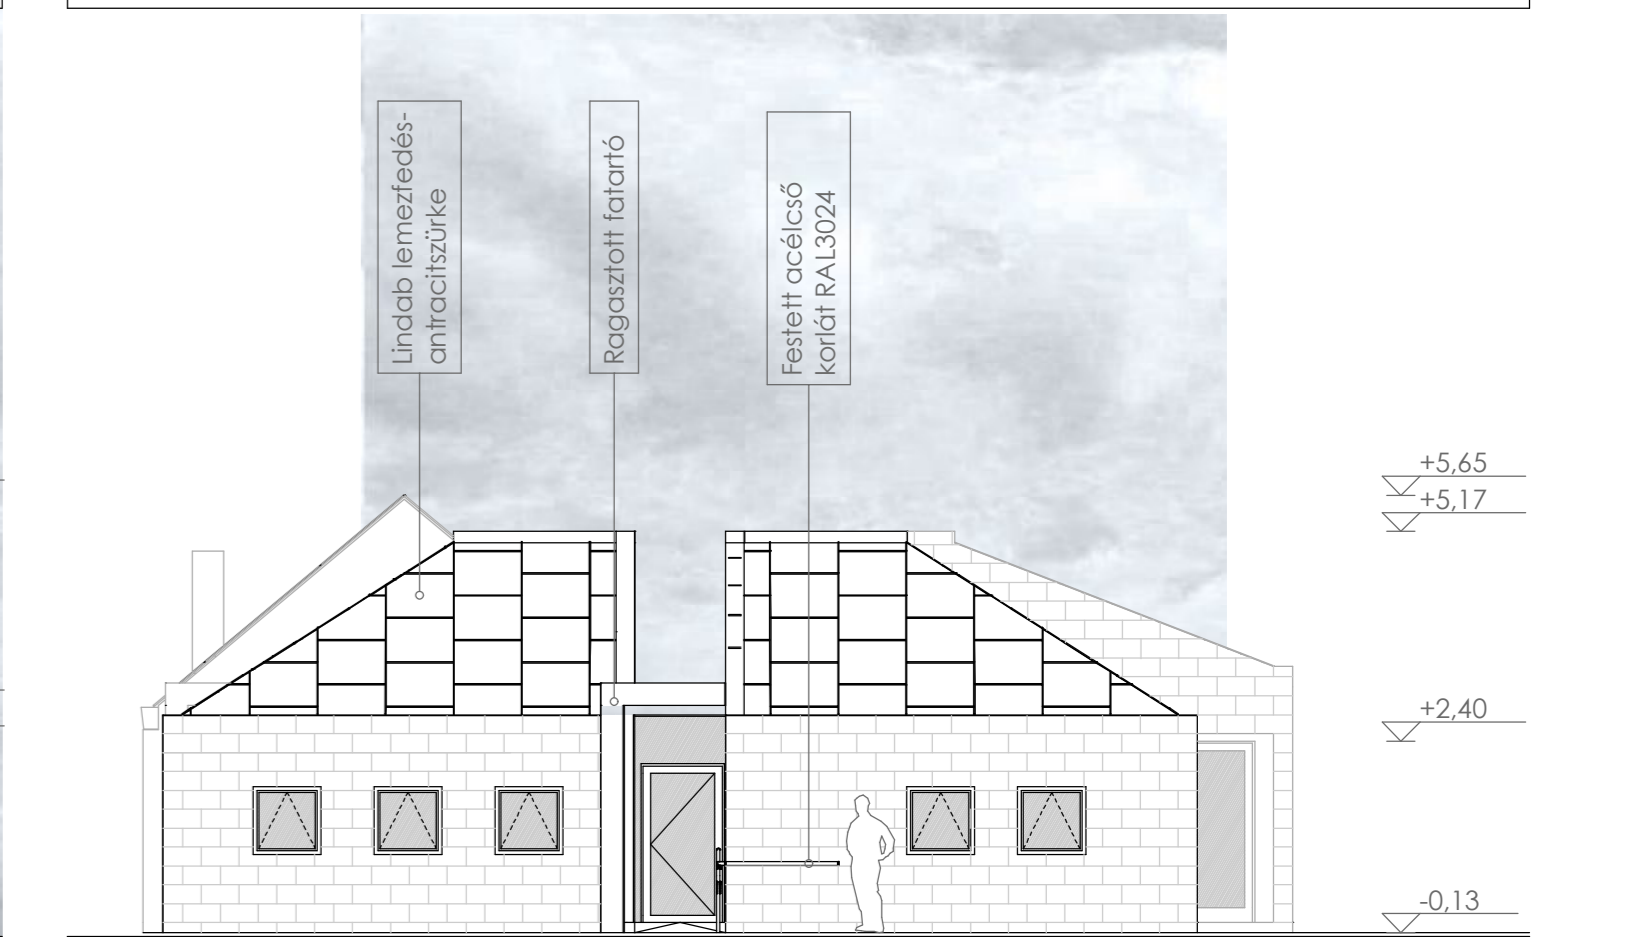 Lindab lemezfedés-
antracitszürke
Ragasztott fatartó
Festett acélcső
korlát RAL3024
+5,65
+5,17
+2,40
-0,13